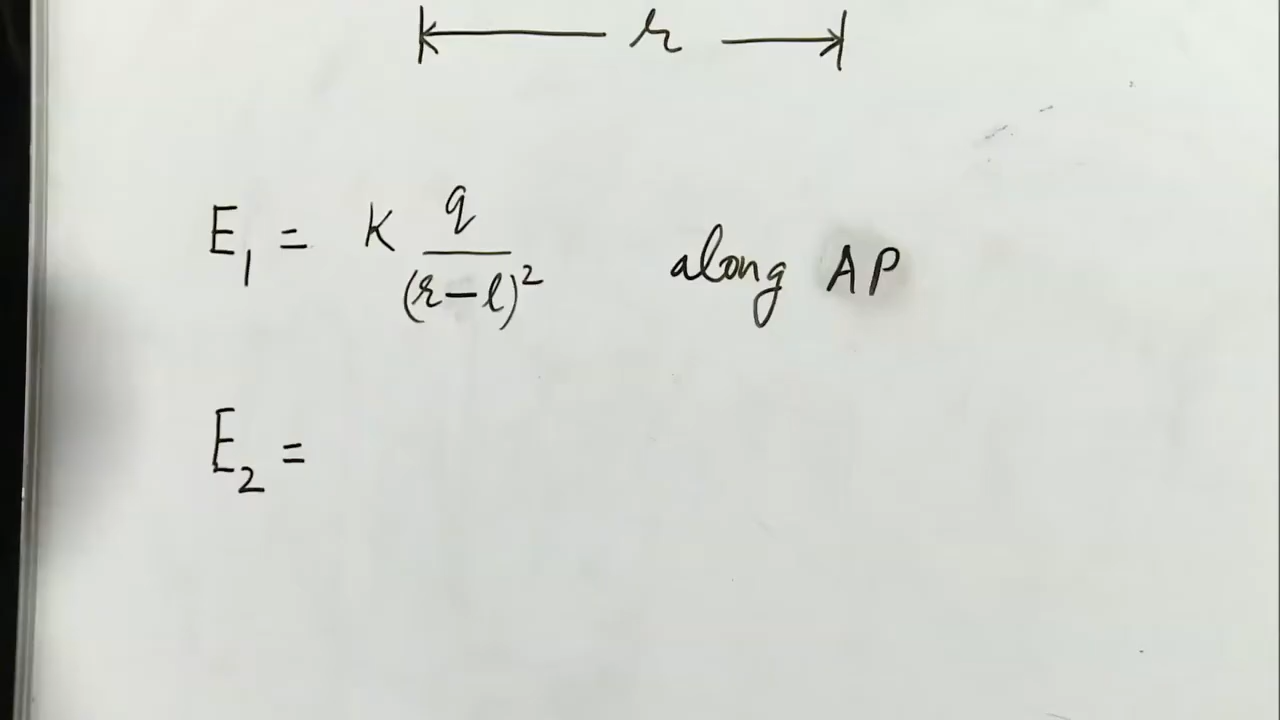 r
E₁ = K q/(r-l)² along AP
E₂ =